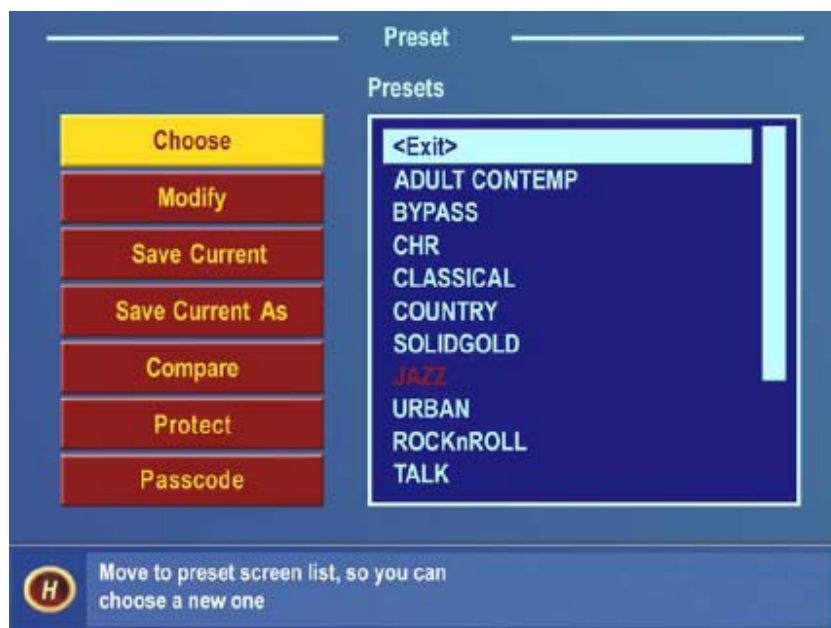 Preset
Presets
Choose
Modify
Save Current
Save Current As
Compare
Protect
Passcode
<Exit>
ADULT CONTEMP
BYPASS
CHR
CLASSICAL
COUNTRY
SOLIDGOLD
JAZZ
URBAN
ROCKnROLL
TALK
H
Move to preset screen list, so you can
choose a new one